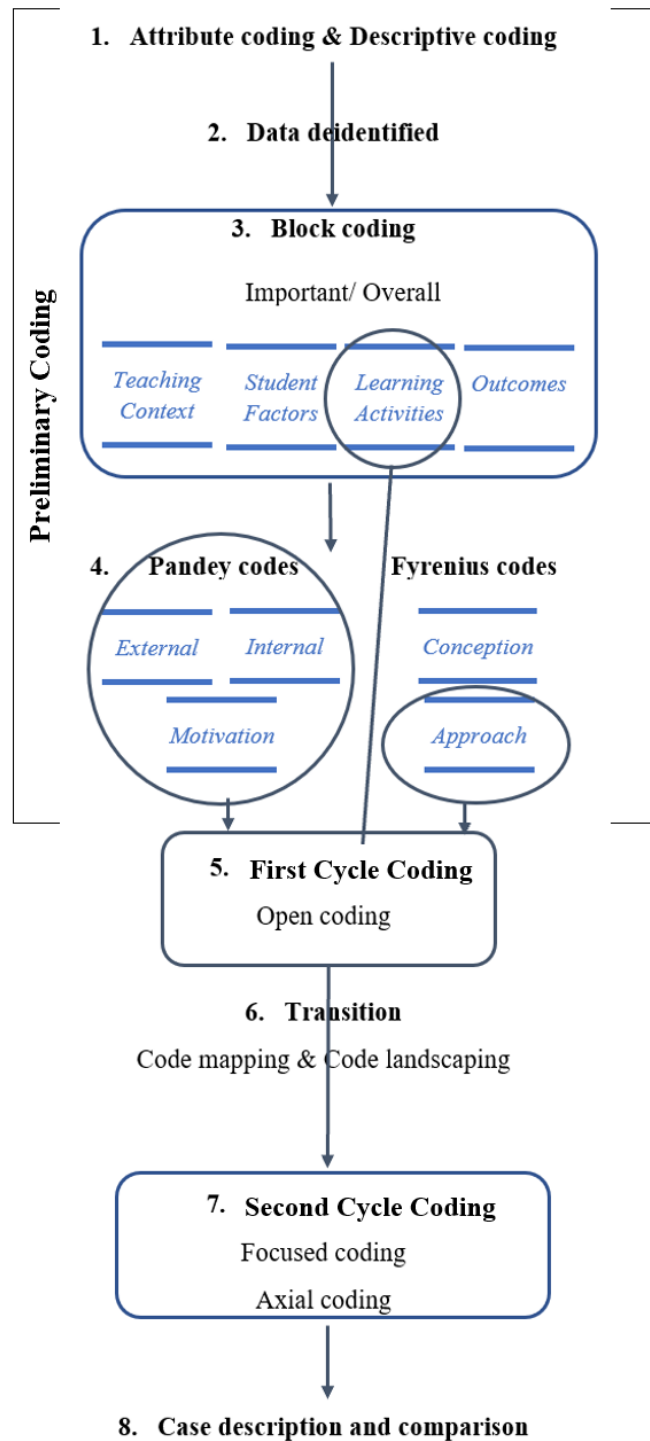 1. Attribute coding & Descriptive coding
2. Data deidentified
Preliminary Coding
3. Block coding
Important/ Overall
Teaching Context
Student Factors
Learning Activities
Outcomes
4. Pandey codes
Fyrenius codes
External
Internal
Conception
Motivation
Approach
5. First Cycle Coding
Open coding
6. Transition
Code mapping & Code landscaping
7. Second Cycle Coding
Focused coding
Axial coding
8. Case description and comparison